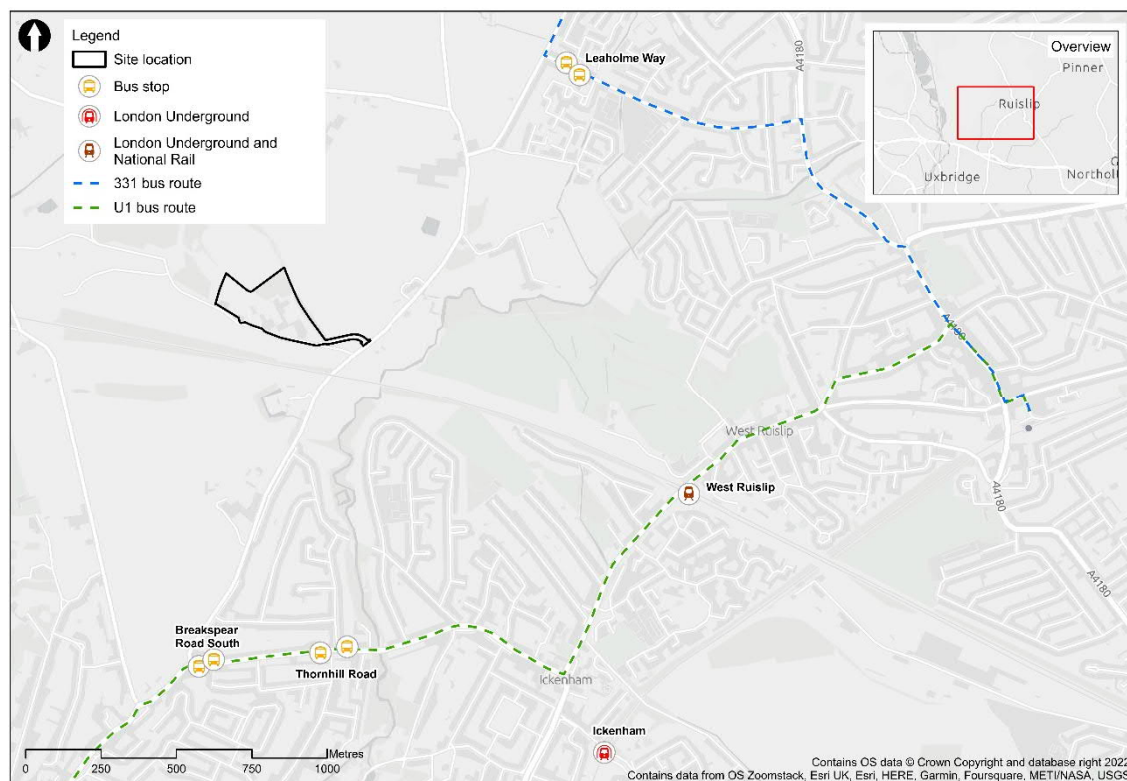 Legend
Site location
Bus stop
London Underground
London Underground and
National Rail
331 bus route
U1 bus route
Leaholme Way
A4180
Overview
Pinner
Ruislip
Uxbridge
Northolt
A4180
West Ruislip
West Ruislip
A4180
Breakspear
Road South
Thornhill Road
Ickenham
Ickenham
0 250 500 750 1000
Metres
Contains OS data © Crown Copyright and database right 2022
Contains data from OS Zoomstack, Esri UK, Esri, HERE, Garmin, Foursquare, METI/NASA, USGS